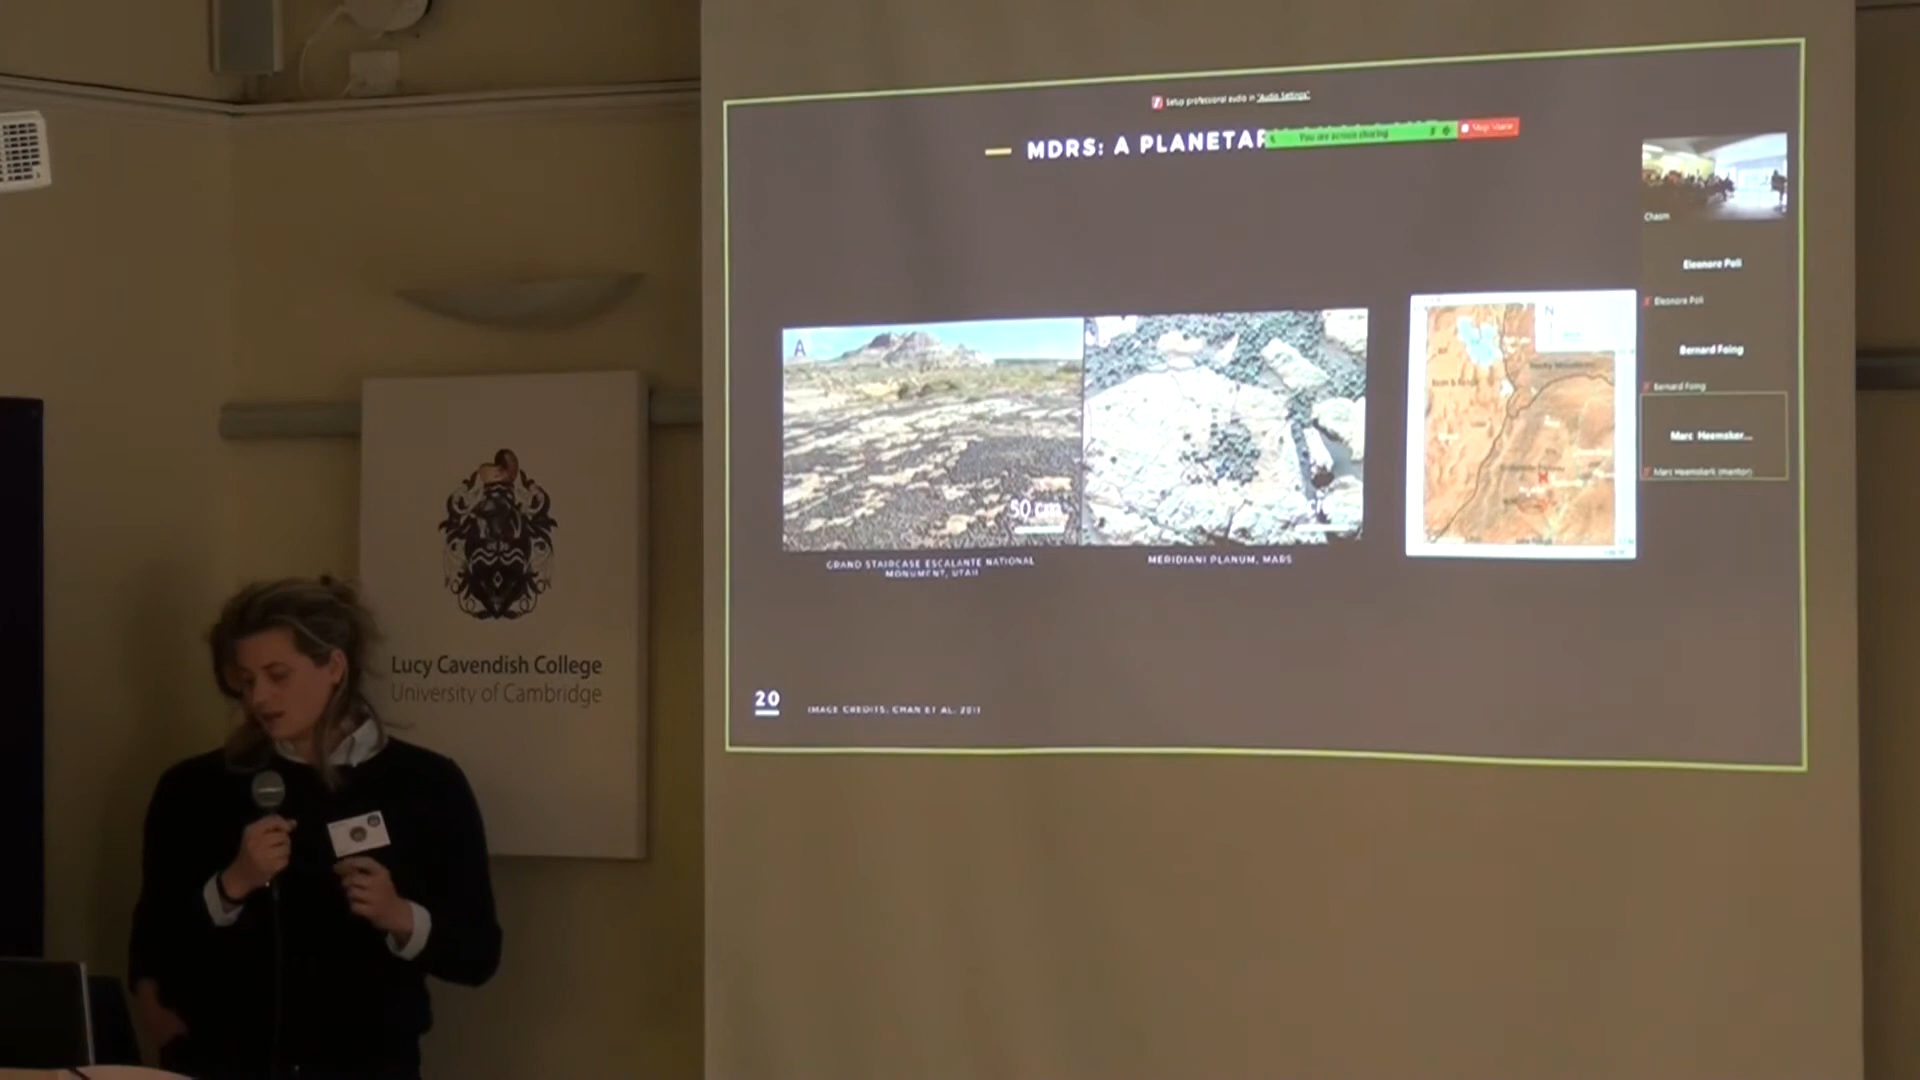 Setup professional audio in "Audio Settings"
MDRS: A PLANETAR
You are screen sharing
Stop Share
Chasm
Eleonore Poli
Eleonore Poli
Bernard Foing
Bernard Foing
Marc Heemsker...
Marc Heemskerk (mentor)
A
50 cm
N
GRAND STAIRCASE ESCALANTE NATIONAL
MONUMENT, UTAH
MERIDIANI PLANUM, MARS
20
IMAGE CREDITS: CHAN ET AL. 2011
Lucy Cavendish College
University of Cambridge